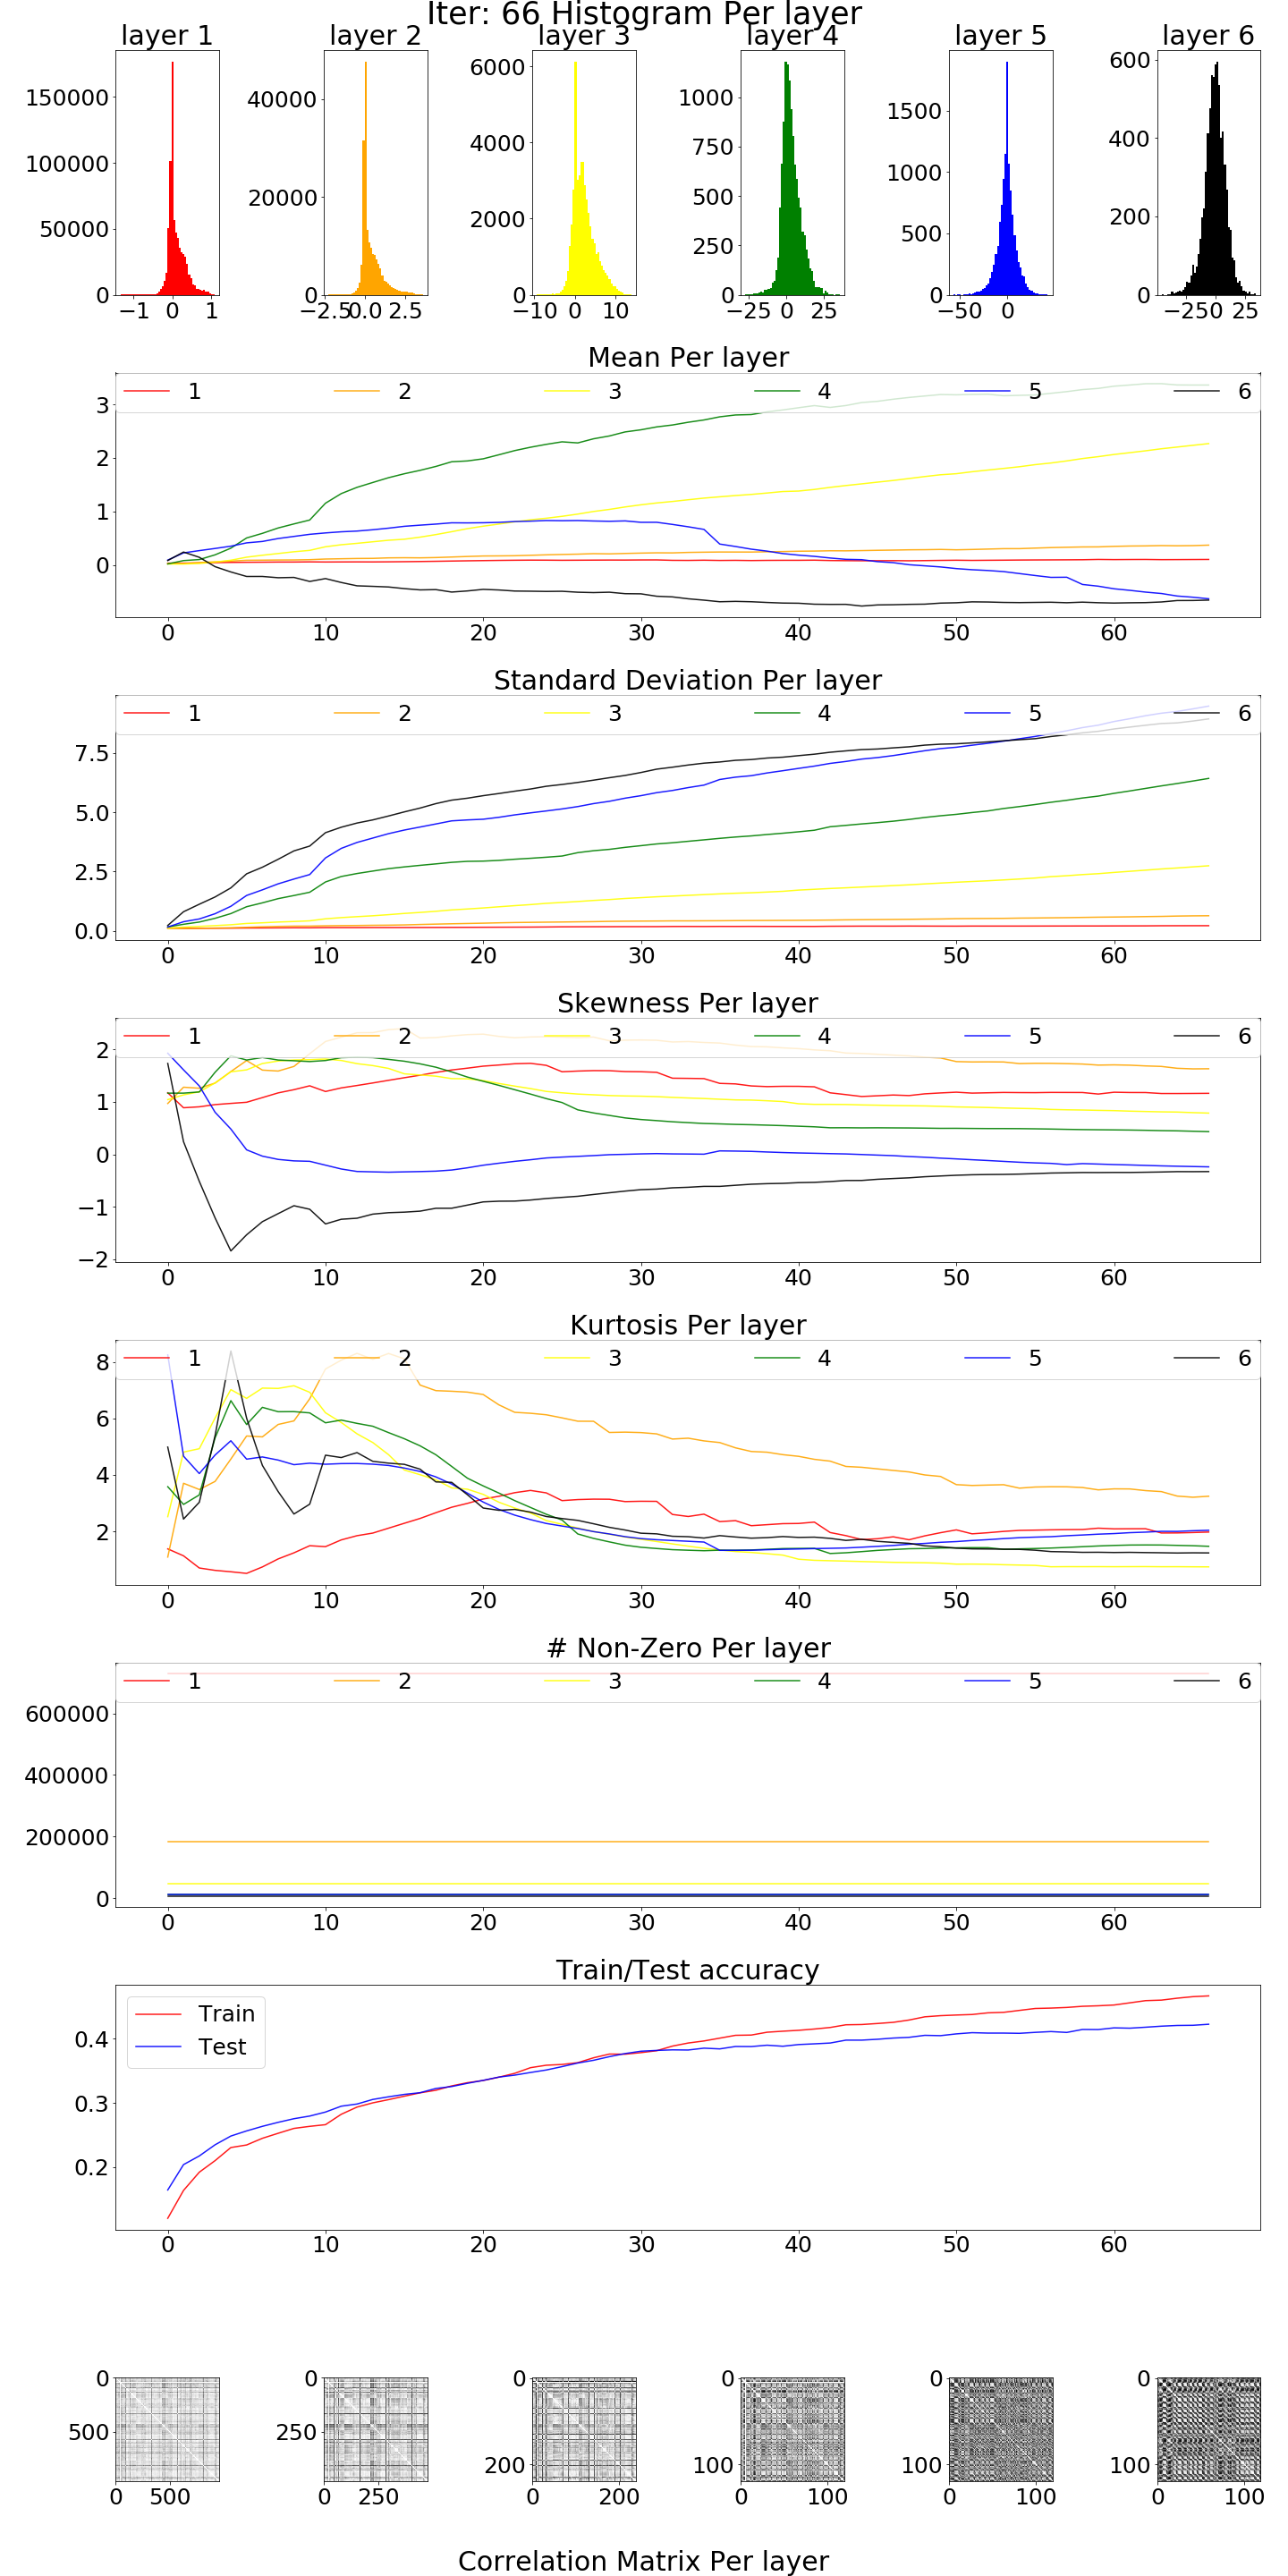 Iter: 66 Histogram Per layer
layer 1 layer 2 layer 3 layer 4 layer 5 layer 6
150000 100000 50000 0
−1 0 1
40000 20000 0
−2.5 0.0 2.5
6000 4000 2000 0
−10 0 10
1000 750 500 250 0
−25 0 25
1500 1000 500 0
−50 0
600 400 200 0
−25 0 25
Mean Per layer
1 2 3 4 5 6
3
2
1
0
0 10 20 30 40 50 60
Standard Deviation Per layer
1 2 3 4 5 6
7.5
5.0
2.5
0.0
0 10 20 30 40 50 60
Skewness Per layer
1 2 3 4 5 6
2
1
0
−1
−2
0 10 20 30 40 50 60
Kurtosis Per layer
1 2 3 4 5 6
8
6
4
2
0 10 20 30 40 50 60
# Non-Zero Per layer
1 2 3 4 5 6
600000
400000
200000
0
0 10 20 30 40 50 60
Train/Test accuracy
Train
Test
0.4
0.3
0.2
0 10 20 30 40 50 60
0 0 0 0 0 0
500 250 200 100 100 100
0 500 0 250 0 200 0 100 0 100 0 100
Correlation Matrix Per layer